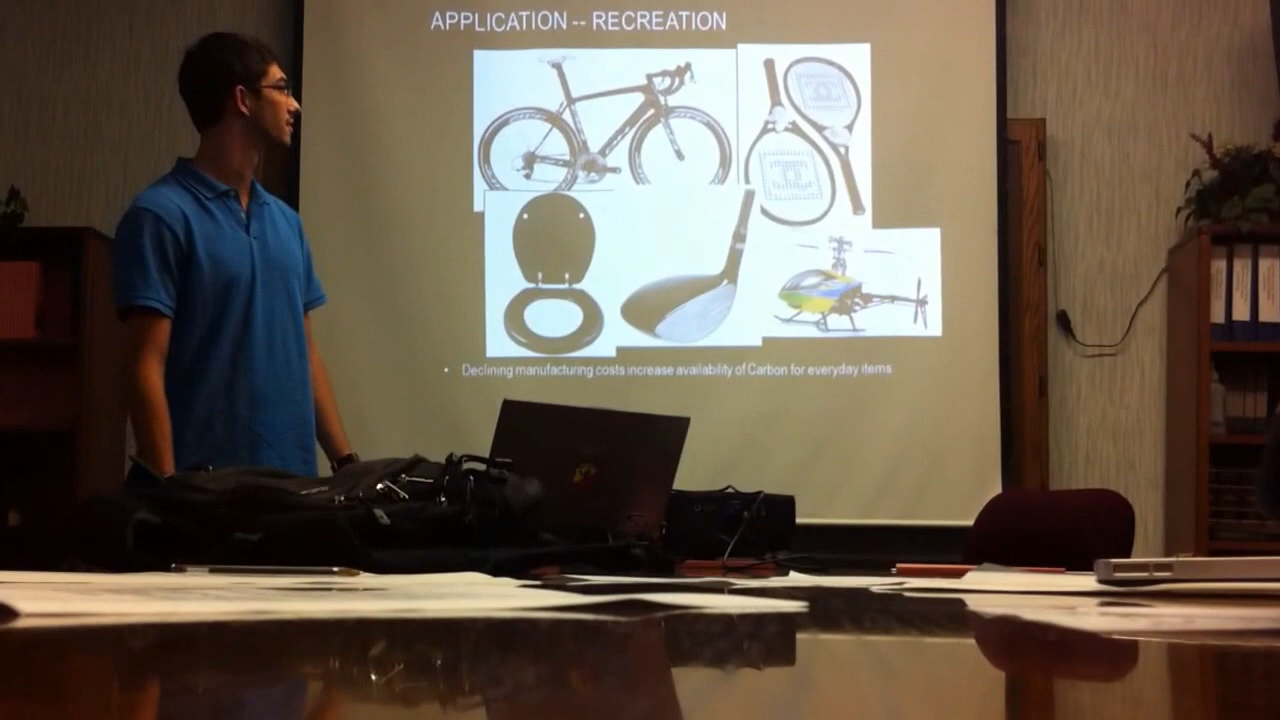 APPLICATION -- RECREATION
• Declining manufacturing costs increase availability of Carbon for everyday items